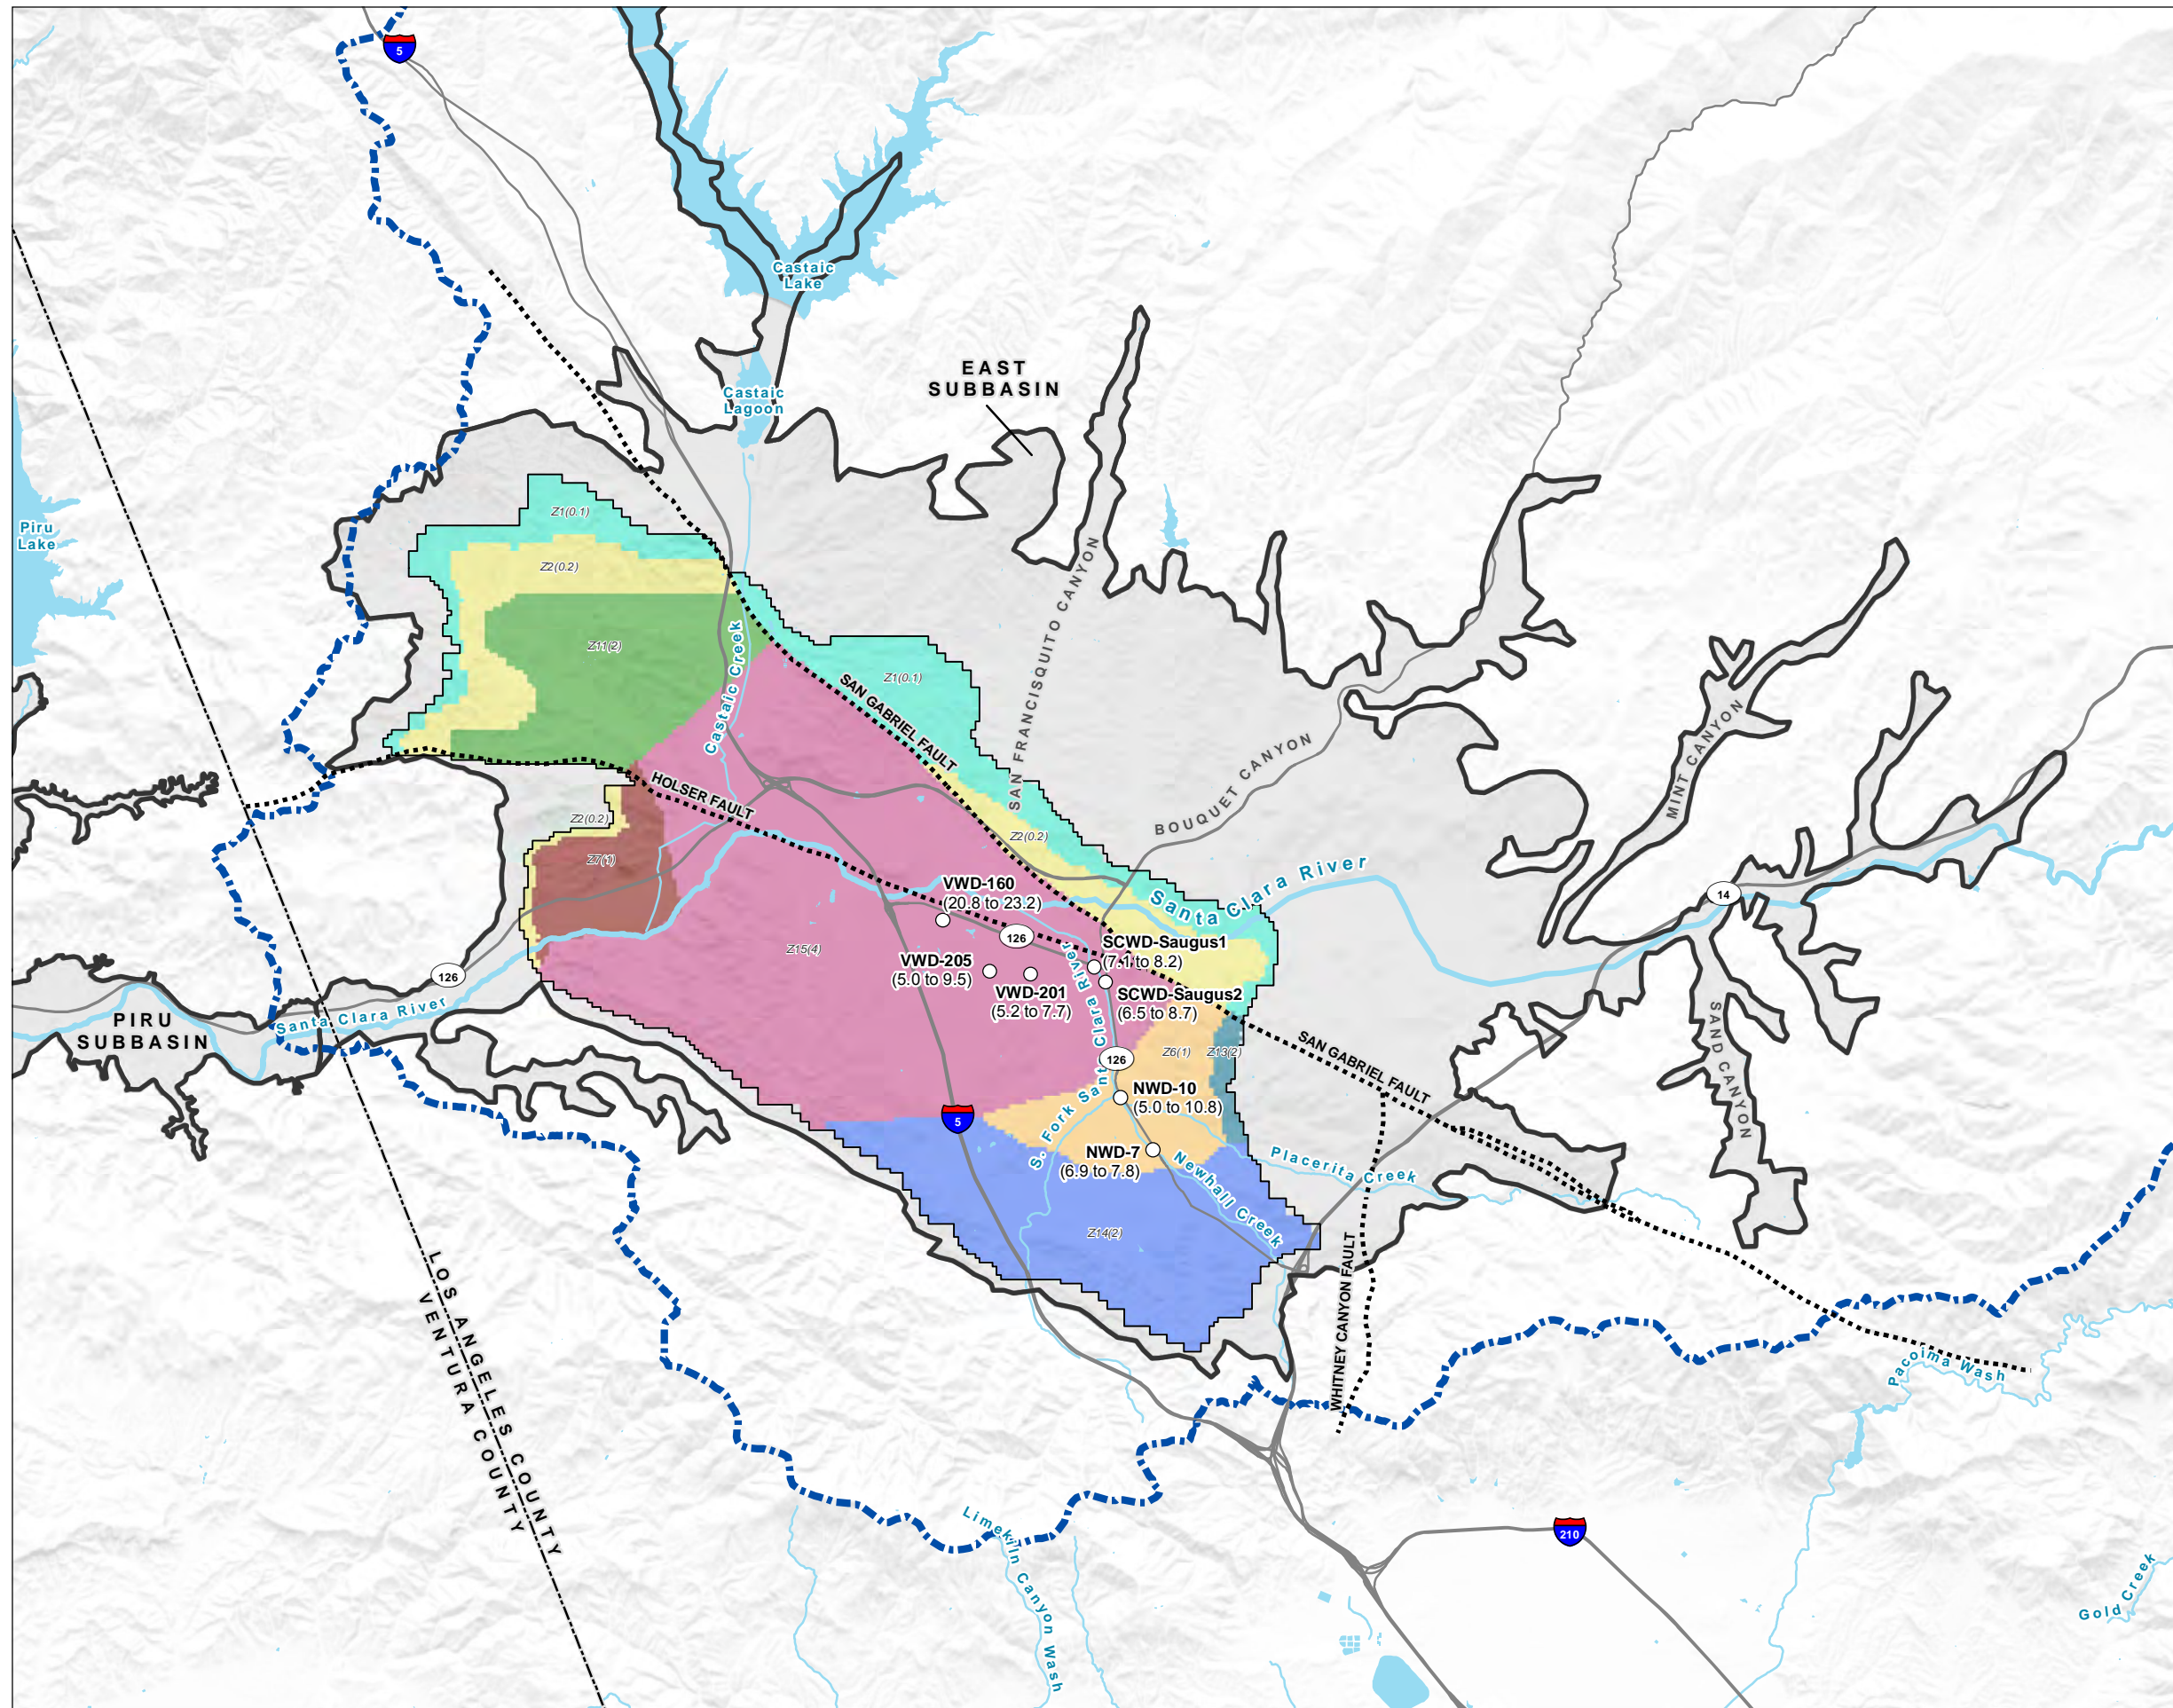 5
Castaic
Lake
EAST
SUBBASIN
Castaic
Lagoon
Piru
Lake
Z1(0.1)
Z2(0.2)
Z11(2)
Castaic Creek
Z1(0.1)
SAN GABRIEL FAULT
SAN FRANCISQUITO CANYON
BOUQUET CANYON
MINT CANYON
HOLSER FAULT
Z2(0.2)
Z7(1)
Z2(0.2)
Santa Clara River
14
VWD-160
(20.8 to 23.2)
126
Z15(4)
SCWD-Saugus1
(7.1 to 8.2)
VWD-205
(5.0 to 9.5)
VWD-201
(5.2 to 7.7)
SCWD-Saugus2
(6.5 to 8.7)
126
Santa Clara River
PIRU
SUBBASIN
S. Fork Santa Clara River
126
Z6(1)
Z13(2)
SAN GABRIEL FAULT
SAND CANYON
NWD-10
(5.0 to 10.8)
5
NWD-7
(6.9 to 7.8)
Newhall Creek
Placerita Creek
Z14(2)
WHITNEY CANYON FAULT
LOS ANGELES COUNTY
VENTURA COUNTY
Pacoima Wash
Limekiln Canyon Wash
210
Gold Creek